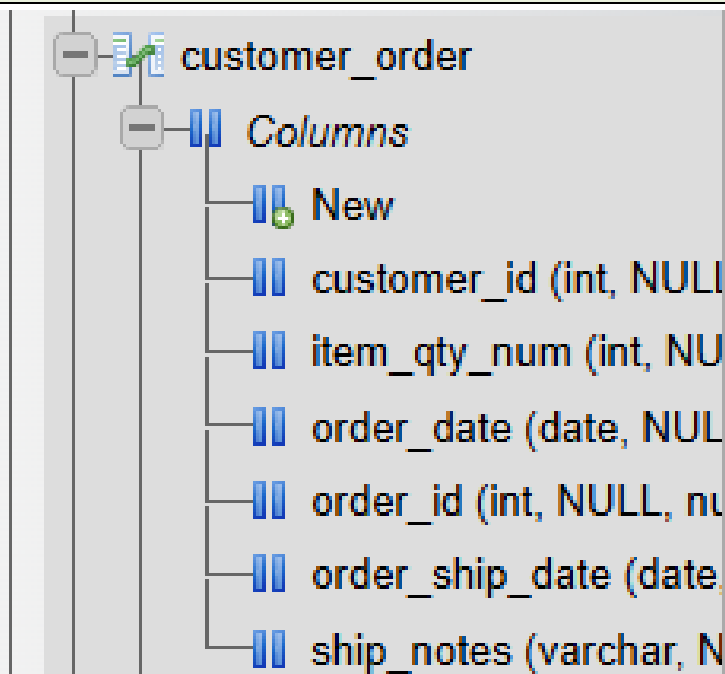 customer_order
Columns
New
customer_id (int, NULL
item_qty_num (int, NU
order_date (date, NUL
order_id (int, NULL, nu
order_ship_date (date,
ship_notes (varchar, N